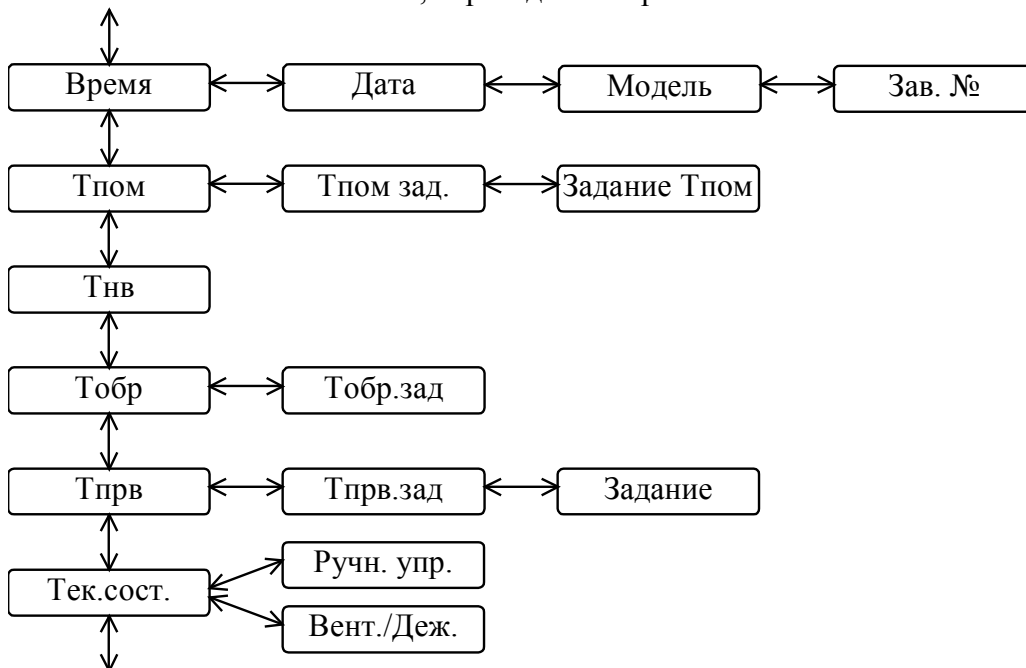 Время Дата Модель Зав. №
Тпом Тпом зад. Задание Тпом
Тнв
Тобр Тобр.зад
Тпрв Тпрв.зад Задание
Ручн. упр.
Тек.сост.
Вент./Деж.